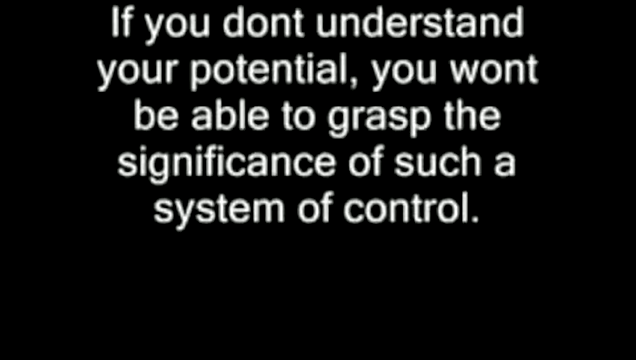 If you dont understand
your potential, you wont
be able to grasp the
significance of such a
system of control.